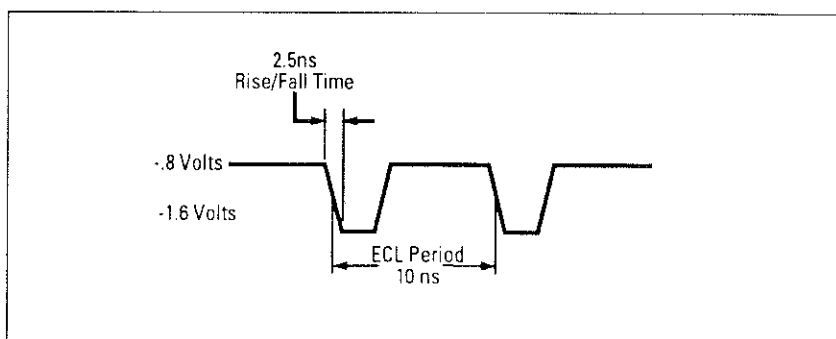 2.5ns
Rise/Fall Time
-.8 Volts
-1.6 Volts
ECL Period
10 ns